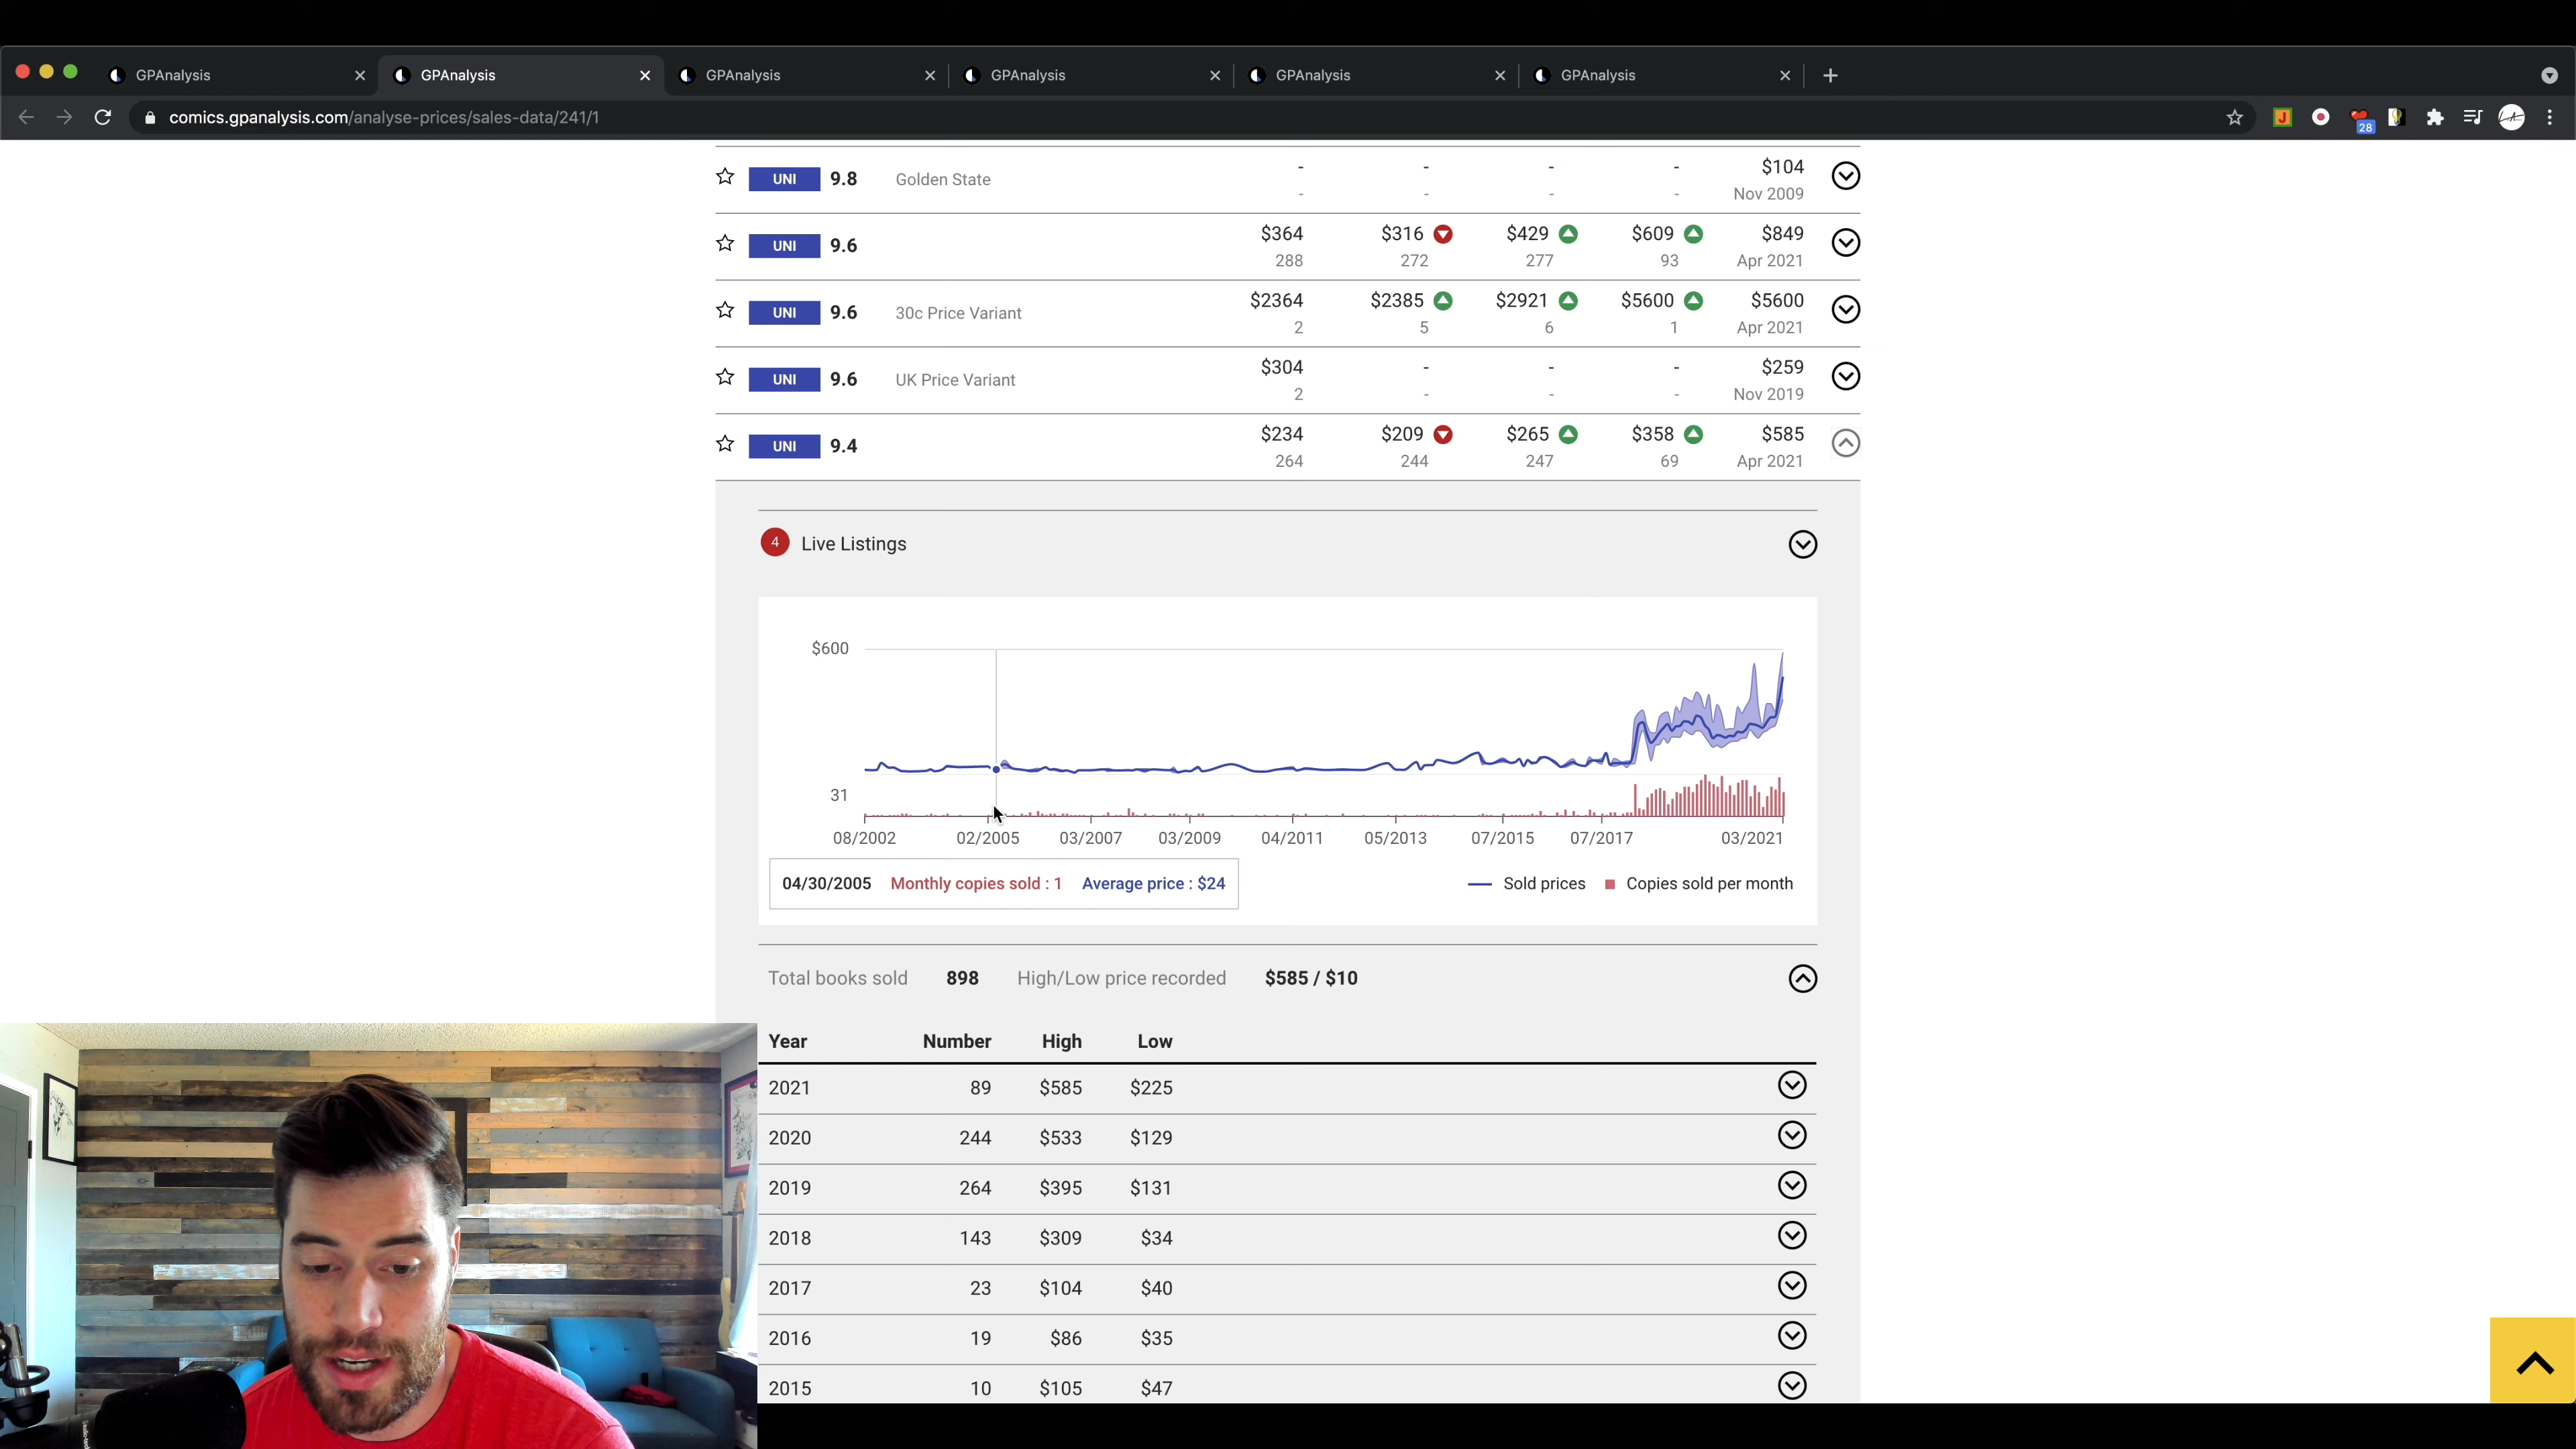 GPAnalysis GPAnalysis GPAnalysis GPAnalysis GPAnalysis GPAnalysis
comics.gpanalysis.com/analyse-prices/sales-data/241/1
28
UNI 9.8 Golden State - - - - $104
- - - - Nov 2009
UNI 9.6 $364 $316 $429 $609 $849
288 272 277 93 Apr 2021
UNI 9.6 30c Price Variant $2364 $2385 $2921 $5600 $5600
2 5 6 1 Apr 2021
UNI 9.6 UK Price Variant $304 - - - $259
2 - - - Nov 2019
UNI 9.4 $234 $209 $265 $358 $585
264 244 247 69 Apr 2021
4 Live Listings
$600
31
08/2002 02/2005 03/2007 03/2009 04/2011 05/2013 07/2015 07/2017 03/2021
04/30/2005 Monthly copies sold : 1 Average price : $24 Sold prices Copies sold per month
Total books sold 898 High/Low price recorded $585 / $10
Year Number High Low
2021 89 $585 $225
2020 244 $533 $129
2019 264 $395 $131
2018 143 $309 $34
2017 23 $104 $40
2016 19 $86 $35
2015 10 $105 $47